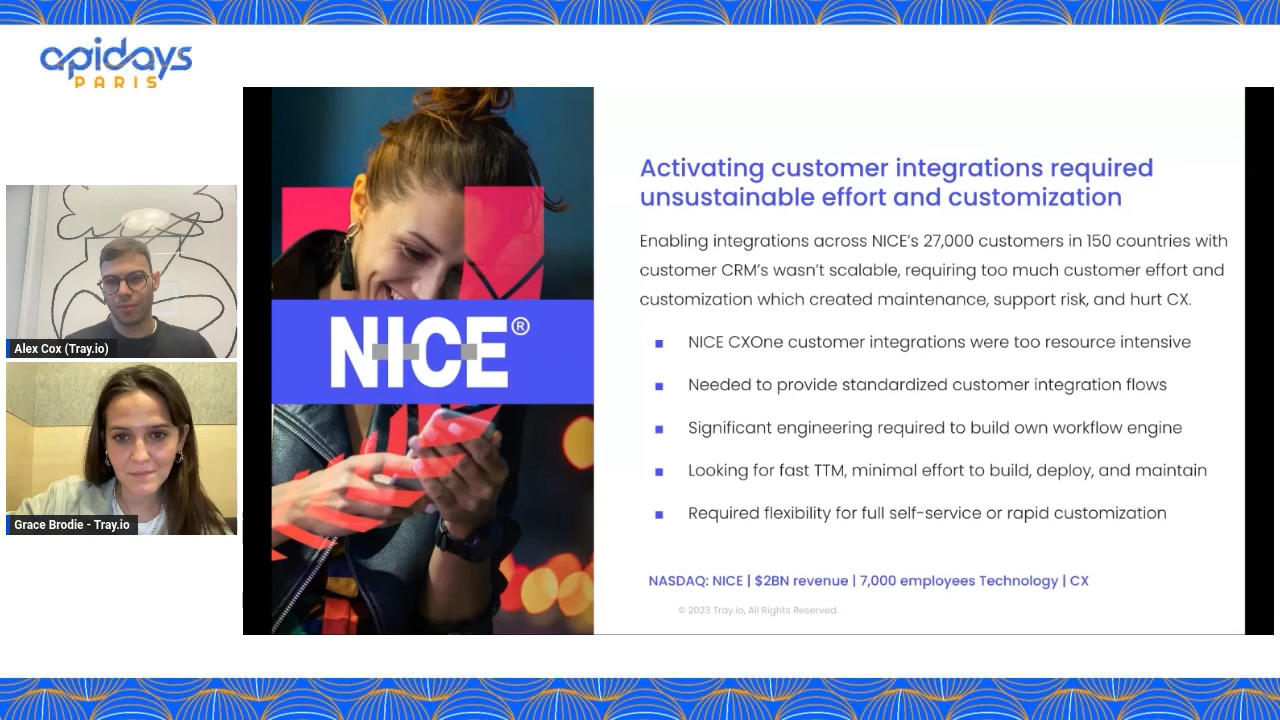 apidays
PARIS
Alex Cox (Tray.io)
Grace Brodie - Tray.io
NICE®
Activating customer integrations required
unsustainable effort and customization
Enabling integrations across NICE's 27,000 customers in 150 countries with
customer CRM's wasn't scalable, requiring too much customer effort and
customization which created maintenance, support risk, and hurt CX.
■ NICE CXOne customer integrations were too resource intensive
■ Needed to provide standardized customer integration flows
■ Significant engineering required to build own workflow engine
■ Looking for fast TTM, minimal effort to build, deploy, and maintain
■ Required flexibility for full self-service or rapid customization
NASDAQ: NICE | $2BN revenue | 7,000 employees Technology | CX
© 2023 Tray.io, All Rights Reserved.